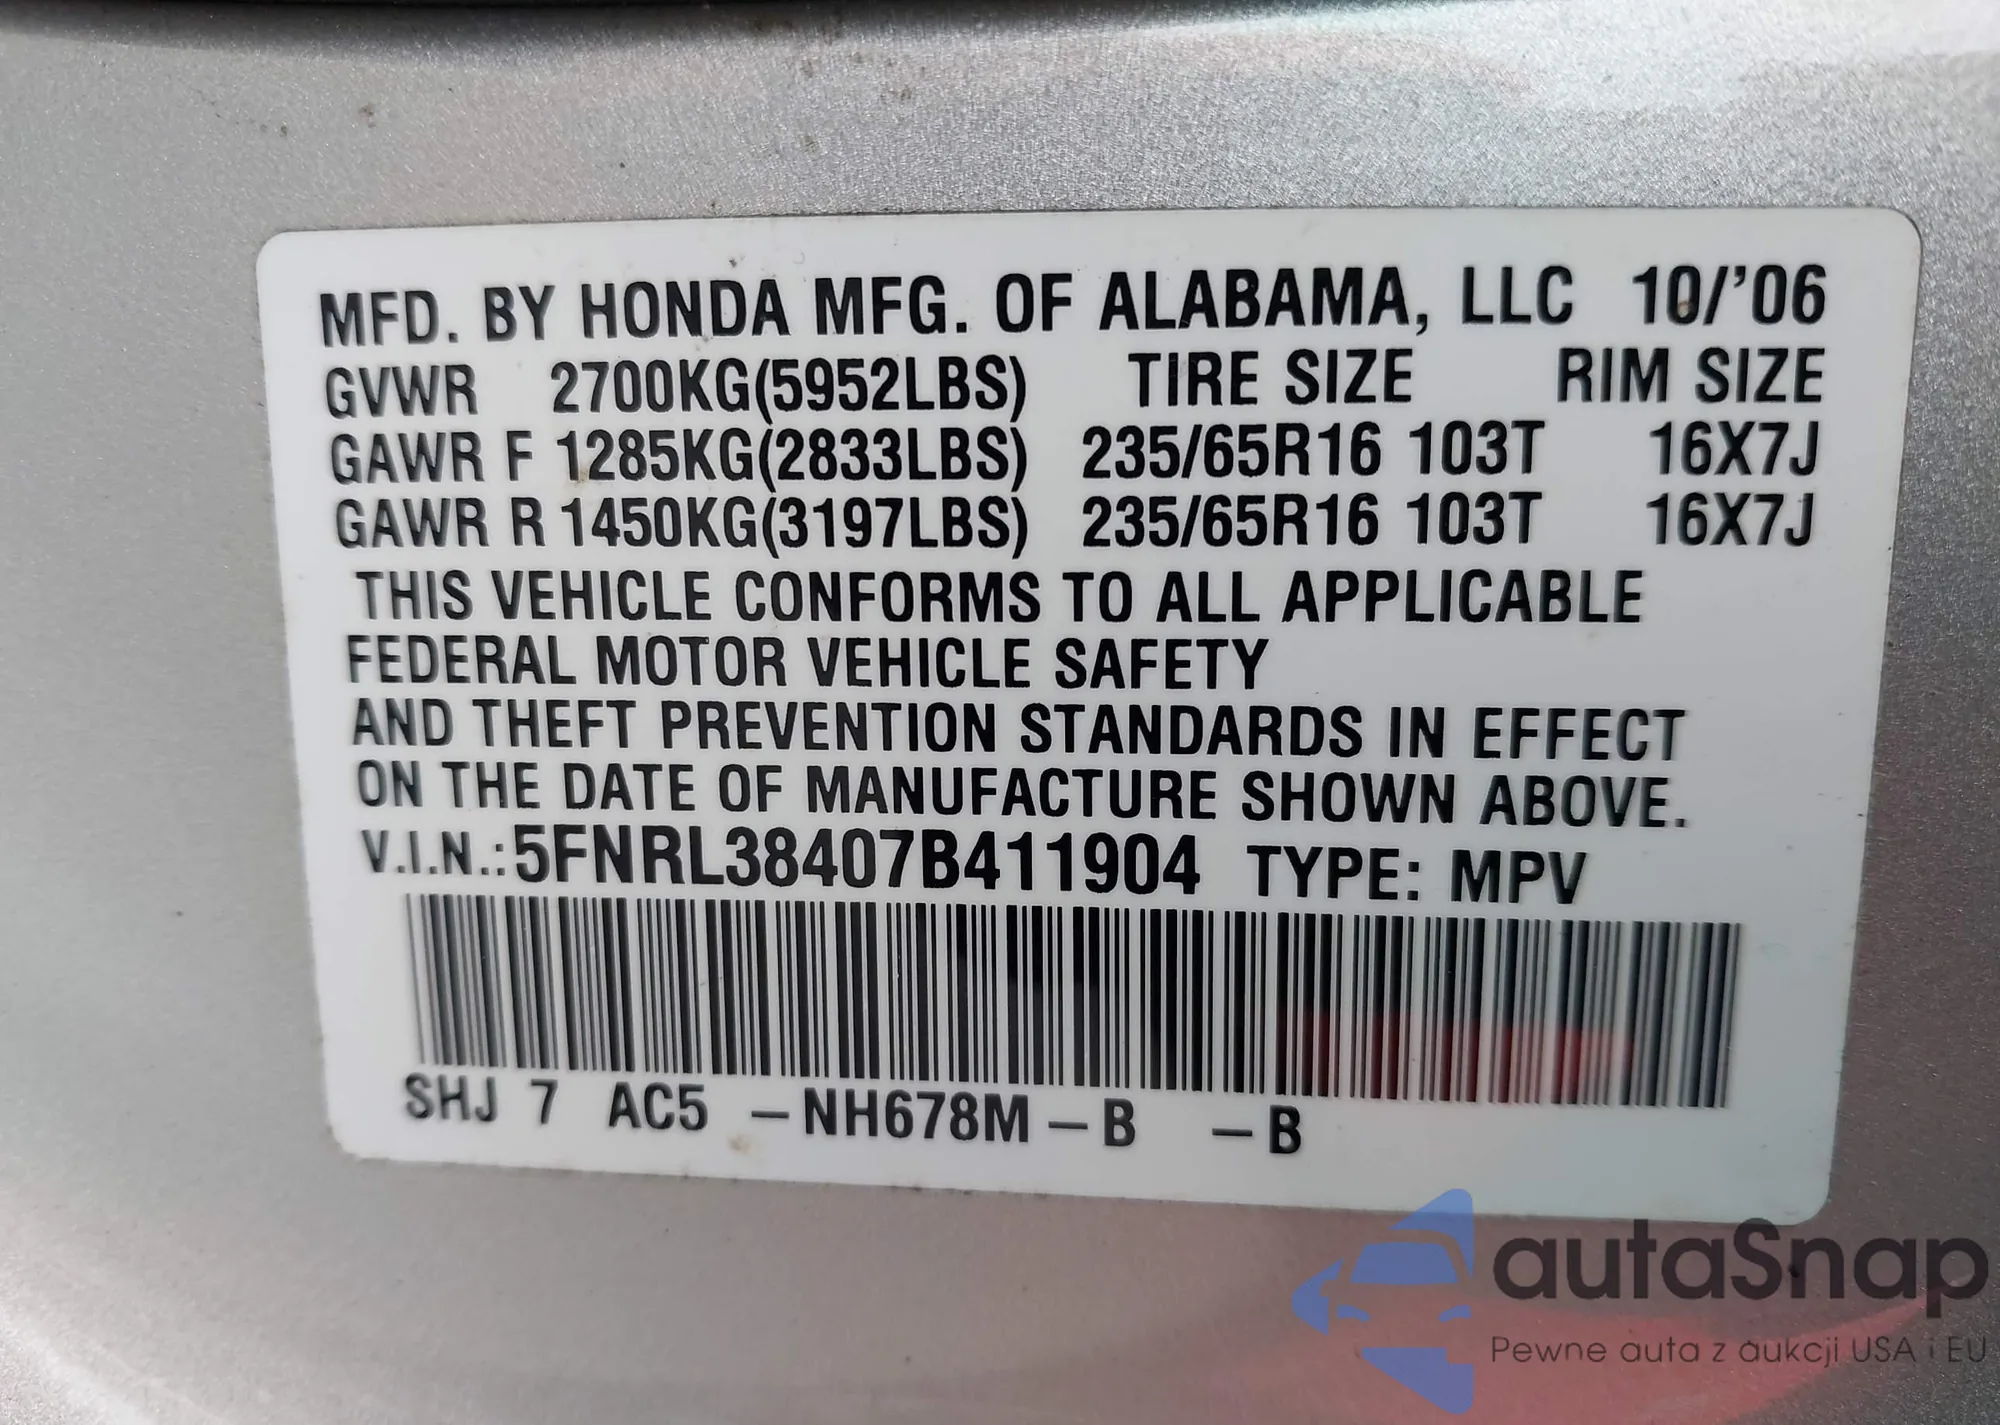 MFD. BY HONDA MFG. OF ALABAMA, LLC 10/'06
GVWR 2700KG(5952LBS) TIRE SIZE RIM SIZE
GAWR F 1285KG(2833LBS) 235/65R16 103T 16X7J
GAWR R 1450KG(3197LBS) 235/65R16 103T 16X7J
THIS VEHICLE CONFORMS TO ALL APPLICABLE
FEDERAL MOTOR VEHICLE SAFETY
AND THEFT PREVENTION STANDARDS IN EFFECT
ON THE DATE OF MANUFACTURE SHOWN ABOVE.
V.I.N.:5FNRL38407B411904 TYPE: MPV
SHJ 7 AC5 –NH678M–B –B
autaSnap
Pewne auta z aukcji USA i EU